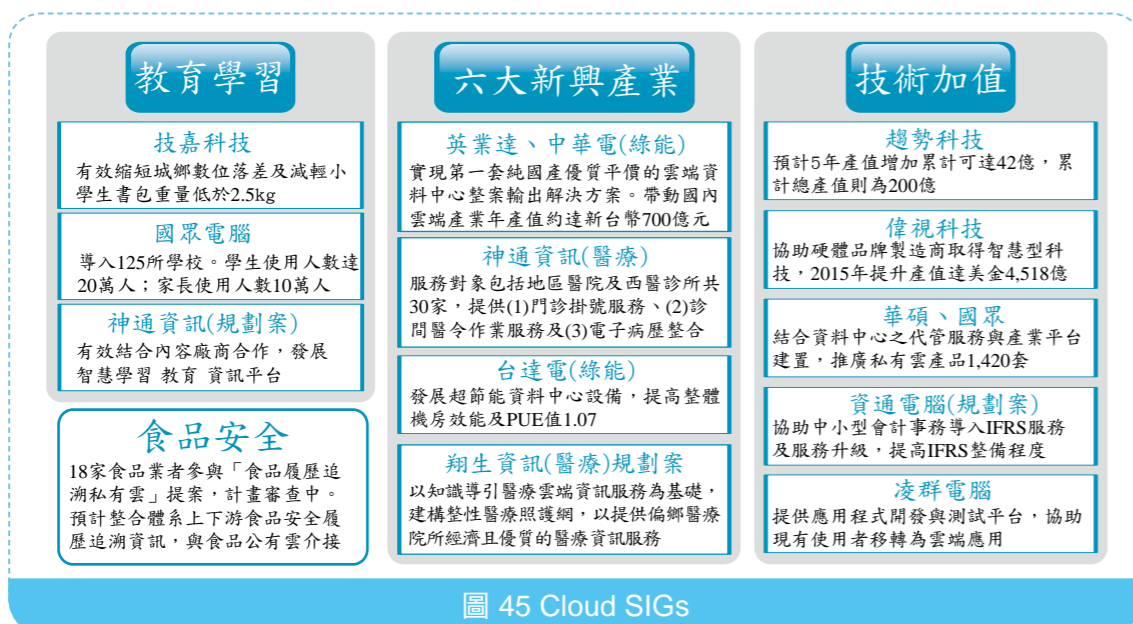 教育學習
技嘉科技
有效縮短城鄉數位落差及減輕小
學生書包重量低於2.5kg
國眾電腦
導入125所學校。學生使用人數達
20萬人；家長使用人數10萬人
神通資訊(規劃案)
有效結合內容廠商合作，發展
智慧學習 教育 資訊平台
食品安全
18家食品業者參與「食品履歷追
溯私有雲」提案，計畫審查中。
預計整合體系上下游食品安全履
歷追溯資訊，與食品公有雲介接
六大新興產業
英業達、中華電(綠能)
實現第一套純國產優質平價的雲端資
料中心整案輸出解決方案。帶動國內
雲端產業年產值約達新台幣700億元
神通資訊(醫療)
服務對象包括地區醫院及西醫診所共
30家，提供(1)門診掛號服務、(2)診
間醫令作業服務及(3)電子病歷整合
台達電(綠能)
發展超節能資料中心設備，提高整體
機房效能及PUE值1.07
翔生資訊(醫療)規劃案
以知識導引醫療雲端資訊服務為基礎，
建構整性醫療照護網，以提供偏鄉醫療
院所經濟且優質的醫療資訊服務
技術加值
趨勢科技
預計5年產值增加累計可達42億，累
計總產值則為200億
偉視科技
協助硬體品牌製造商取得智慧型科
技，2015年提升產值達美金4,518億
華碩、國眾
結合資料中心之代管服務與產業平台
建置，推廣私有雲產品1,420套
資通電腦(規劃案)
協助中小型會計事務導入IFRS服務
及服務升級，提高IFRS整備程度
凌群電腦
提供應用程式開發與測試平台，協助
現有使用者移轉為雲端應用
圖 45 Cloud SIGs